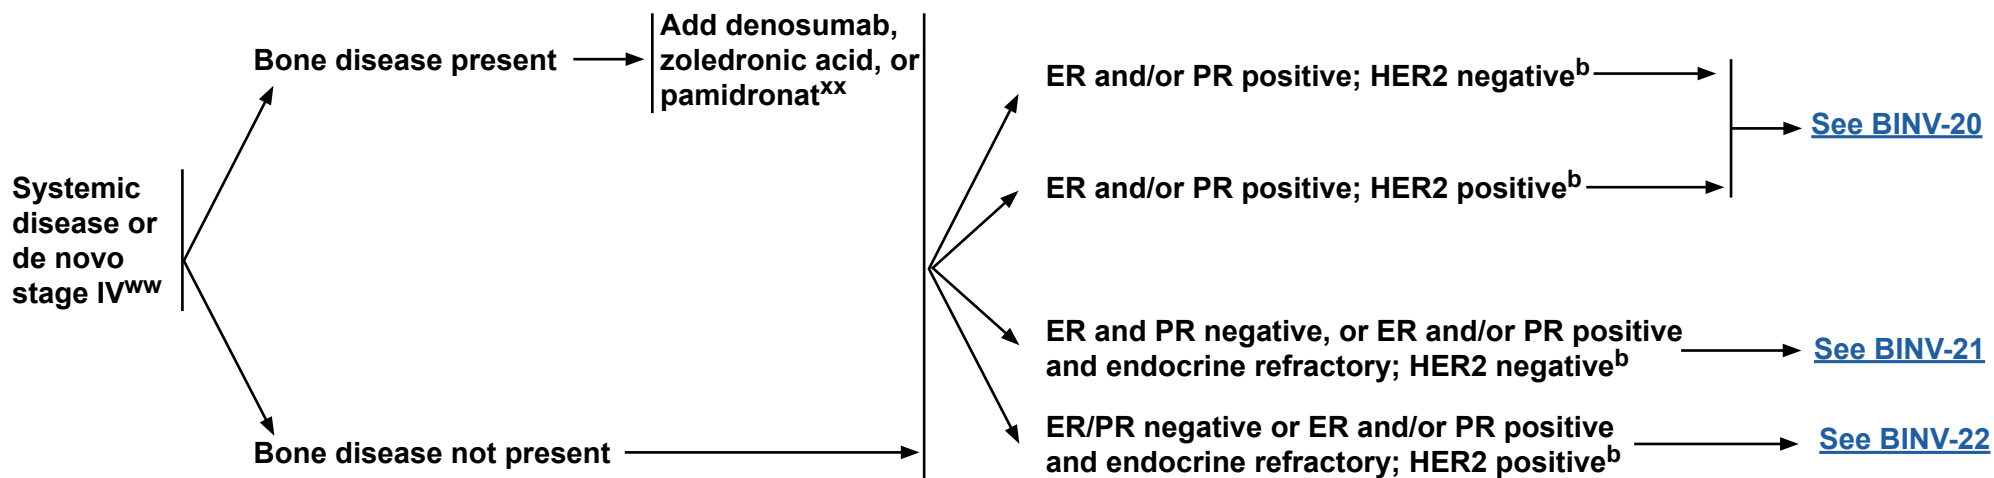 Systemic
disease or
de novo
stage IVww
Bone disease present
Add denosumab,
zoledronic acid, or
pamidronatxx
Bone disease not present
ER and/or PR positive; HER2 negativeb
ER and/or PR positive; HER2 positiveb
See BINV-20
ER and PR negative, or ER and/or PR positive
and endocrine refractory; HER2 negativeb
See BINV-21
ER/PR negative or ER and/or PR positive
and endocrine refractory; HER2 positiveb
See BINV-22